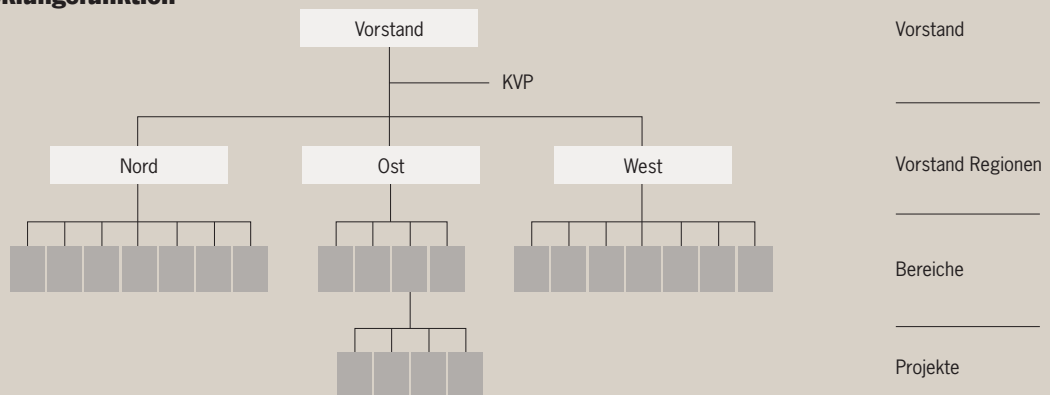 Vorstand
Vorstand
KVP
Nord
Ost
West
Vorstand Regionen
Bereiche
Projekte